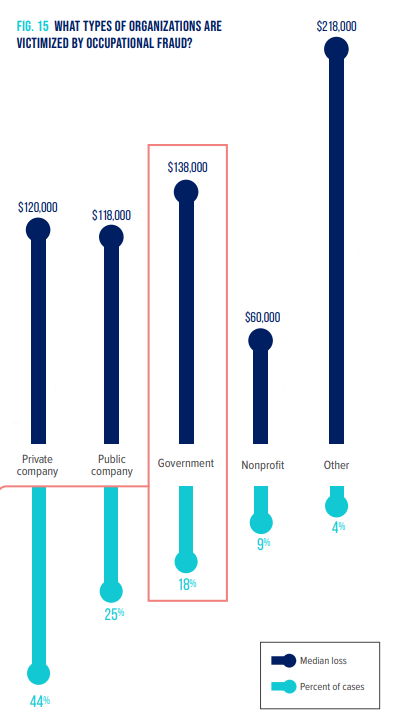 FIG. 15 WHAT TYPES OF ORGANIZATIONS ARE
VICTIMIZED BY OCCUPATIONAL FRAUD?
$218,000
$138,000
$120,000
$118,000
$60,000
Private
company
Public
company
Government
Nonprofit
Other
4%
9%
18%
25%
44%
Median loss
Percent of cases